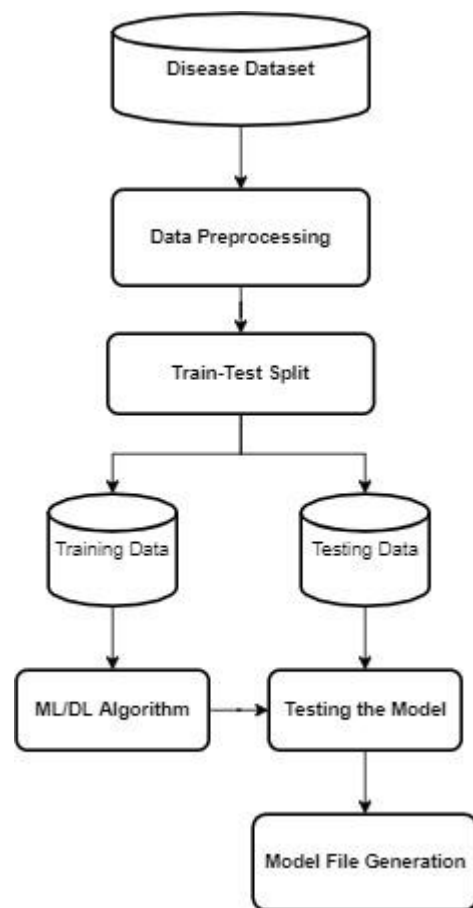 Disease Dataset
Data Preprocessing
Train-Test Split
Training Data
Testing Data
ML/DL Algorithm
Testing the Model
Model File Generation